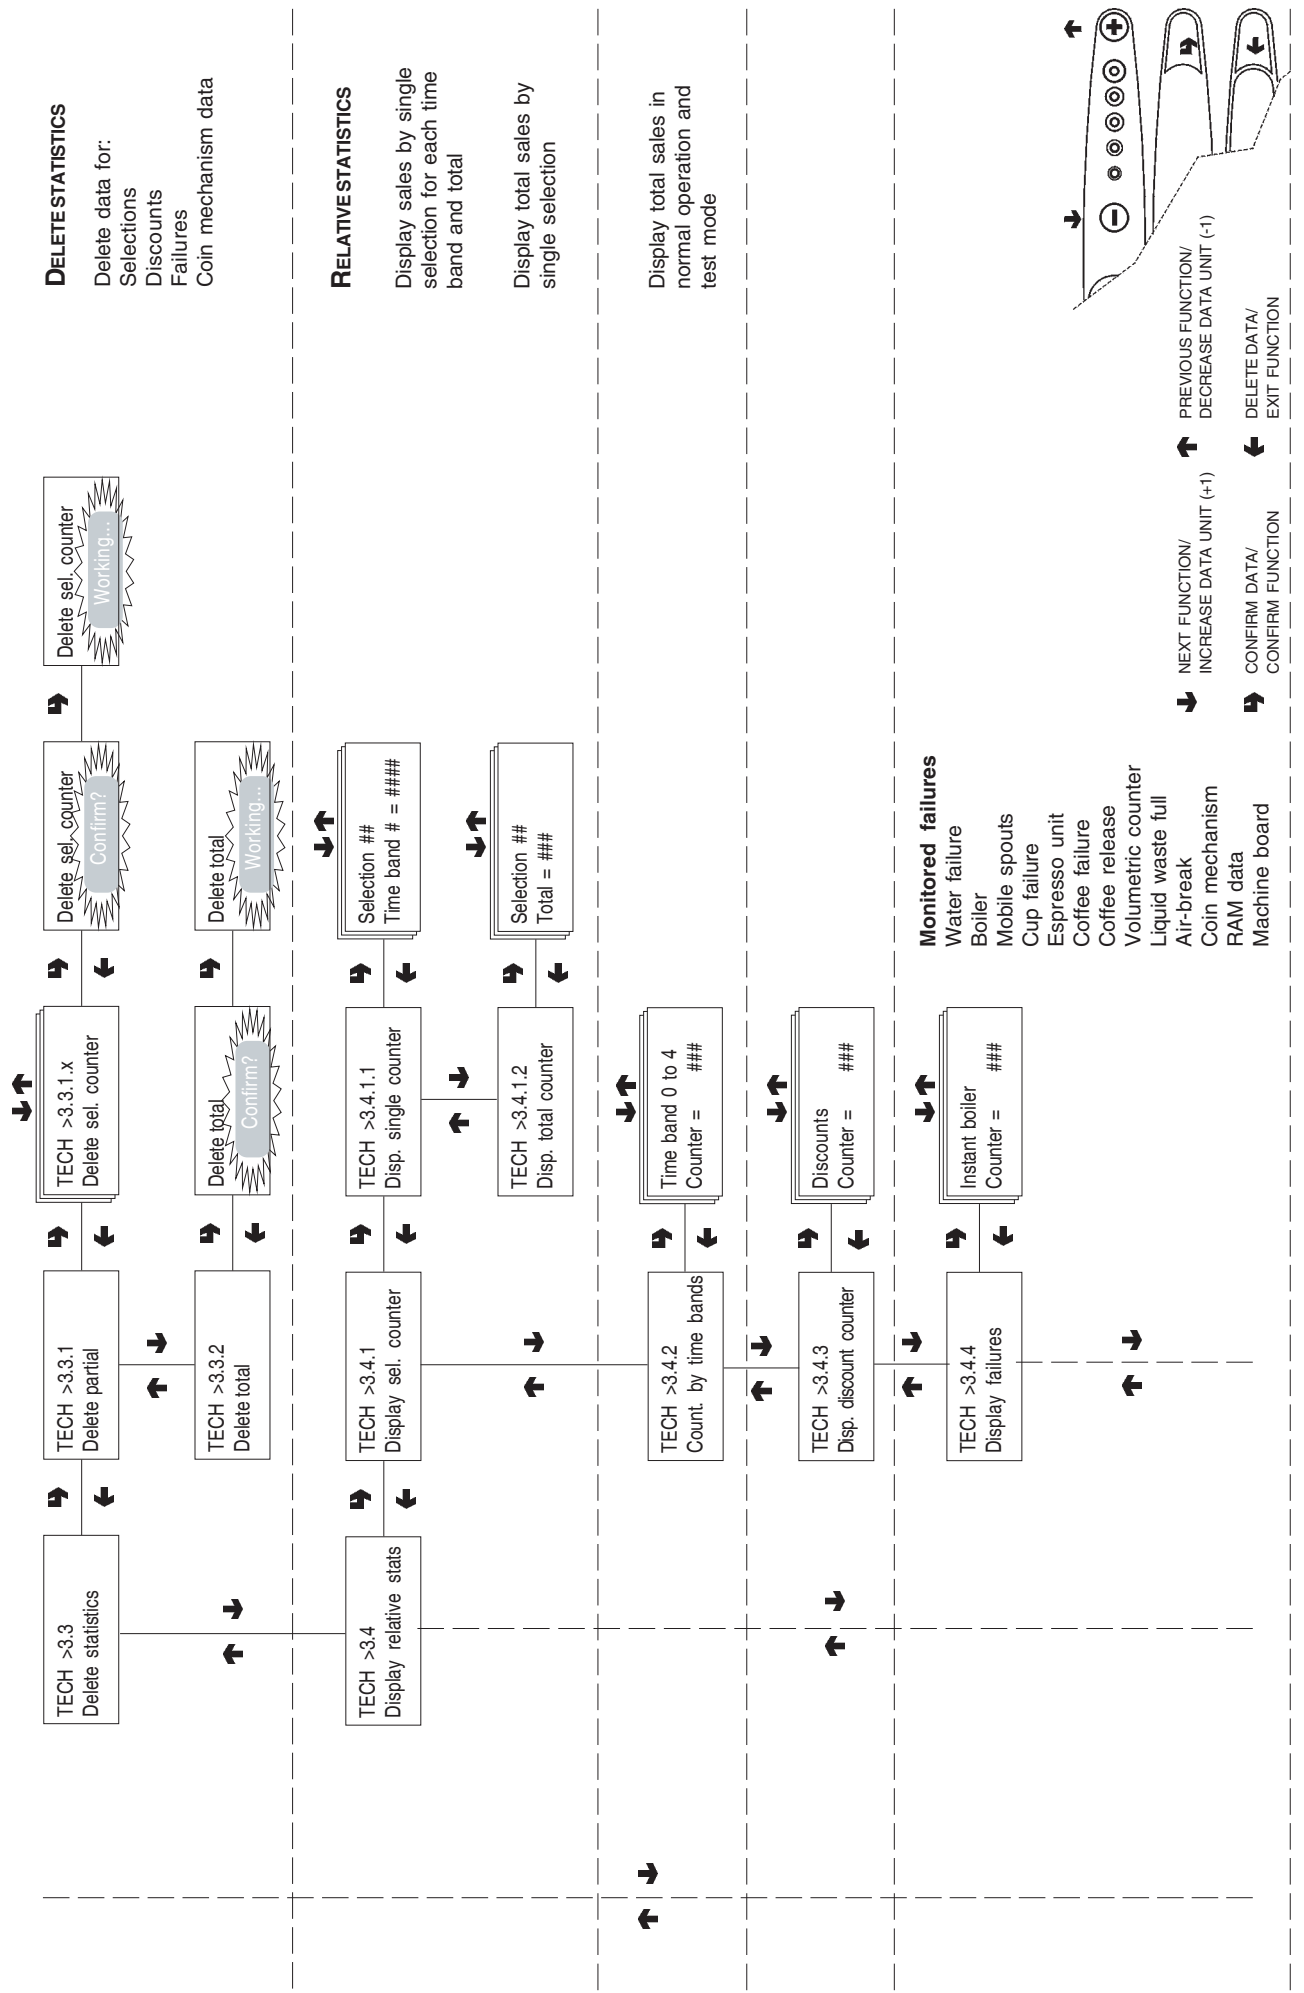 TECH >3.3
Delete statistics
TECH >3.3.1
Delete partial
TECH >3.3.1.x
Delete sel. counter
Delete sel. counter
Confirm?
Delete sel. counter
Working...
DELETE STATISTICS
Delete data for:
Selections
Discounts
Failures
Coin mechanism data
TECH >3.3.2
Delete total
Delete total
Confirm?
Delete total
Working...
TECH >3.4
Display relative stats
TECH >3.4.1
Display sel. counter
TECH >3.4.1.1
Disp. single counter
Selection ##
Time band # = ####
RELATIVE STATISTICS
Display sales by single
selection for each time
band and total
TECH >3.4.1.2
Disp. total counter
Selection ##
Total = ###
Display total sales by
single selection
TECH >3.4.2
Count. by time bands
Time band 0 to 4
Counter = ###
Display total sales in
normal operation and
test mode
TECH >3.4.3
Disp. discount counter
Discounts
Counter = ###
TECH >3.4.4
Display failures
Instant boiler
Counter = ###
Monitored failures
Water failure
Boiler
Mobile spouts
Cup failure
Espresso unit
Coffee failure
Coffee release
Volumetric counter
Liquid waste full
Air-break
Coin mechanism
RAM data
Machine board
NEXT FUNCTION/
INCREASE DATA UNIT (+1)
PREVIOUS FUNCTION/
DECREASE DATA UNIT (-1)
CONFIRM DATA/
CONFIRM FUNCTION
DELETE DATA/
EXIT FUNCTION